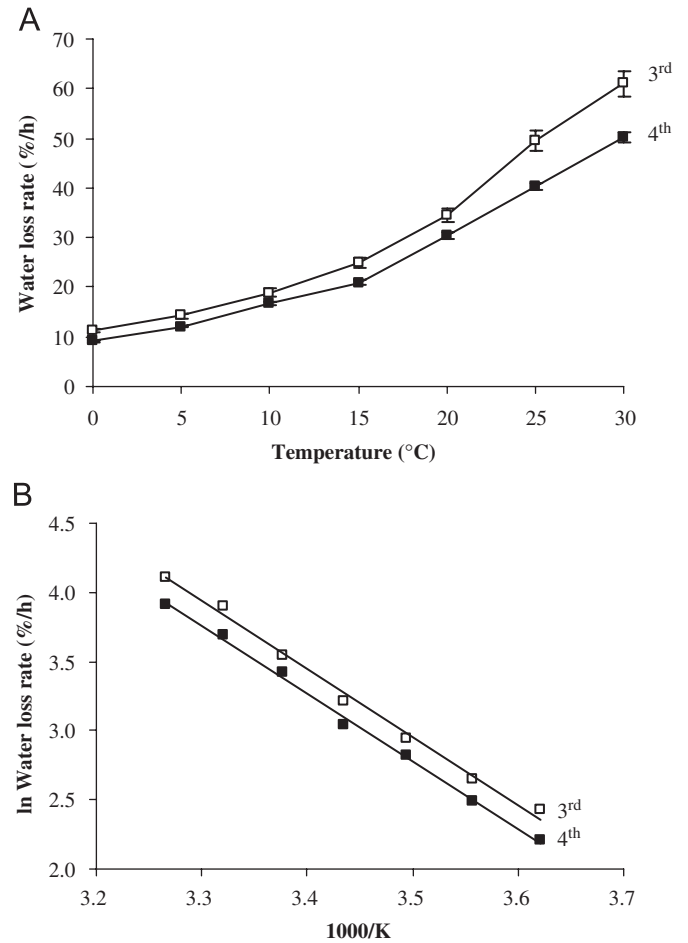 A
70
60
50
40
30
20
10
0
Water loss rate (%/h)
3rd
4th
0 5 10 15 20 25 30
Temperature (°C)
B
4.5
4.0
3.5
3.0
2.5
2.0
ln Water loss rate (%/h)
3rd
4th
3.2 3.3 3.4 3.5 3.6 3.7
1000/K